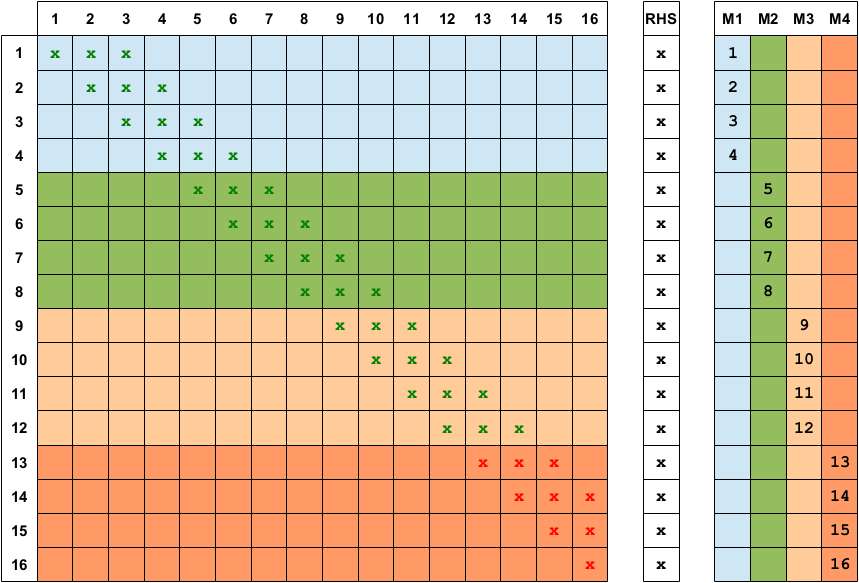 1 2 3 4 5 6 7 8 9 10 11 12 13 14 15 16 RHS M1 M2 M3 M4
1 x x x x 1
2 x x x x 2
3 x x x x 3
4 x x x x 4
5 x x x x 5
6 x x x x 6
7 x x x x 7
8 x x x x 8
9 x x x x 9
10 x x x x 10
11 x x x x 11
12 x x x x 12
13 x x x x 13
14 x x x x 14
15 x x x 15
16 x x 16